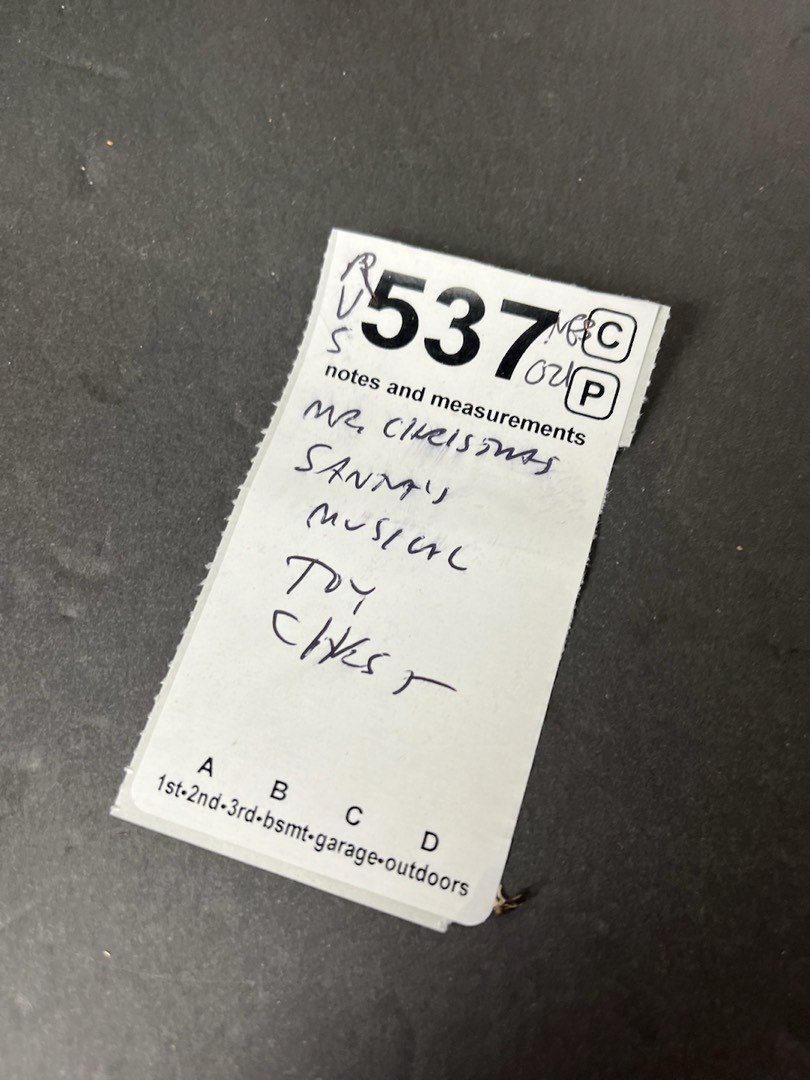 R
U
S
537
C
P
notes and measurements
MR. CHRISTMAS
SANTA'S
MUSICAL
TOY
CHEST
A B C D
1st•2nd•3rd•bsmt•garage•outdoors